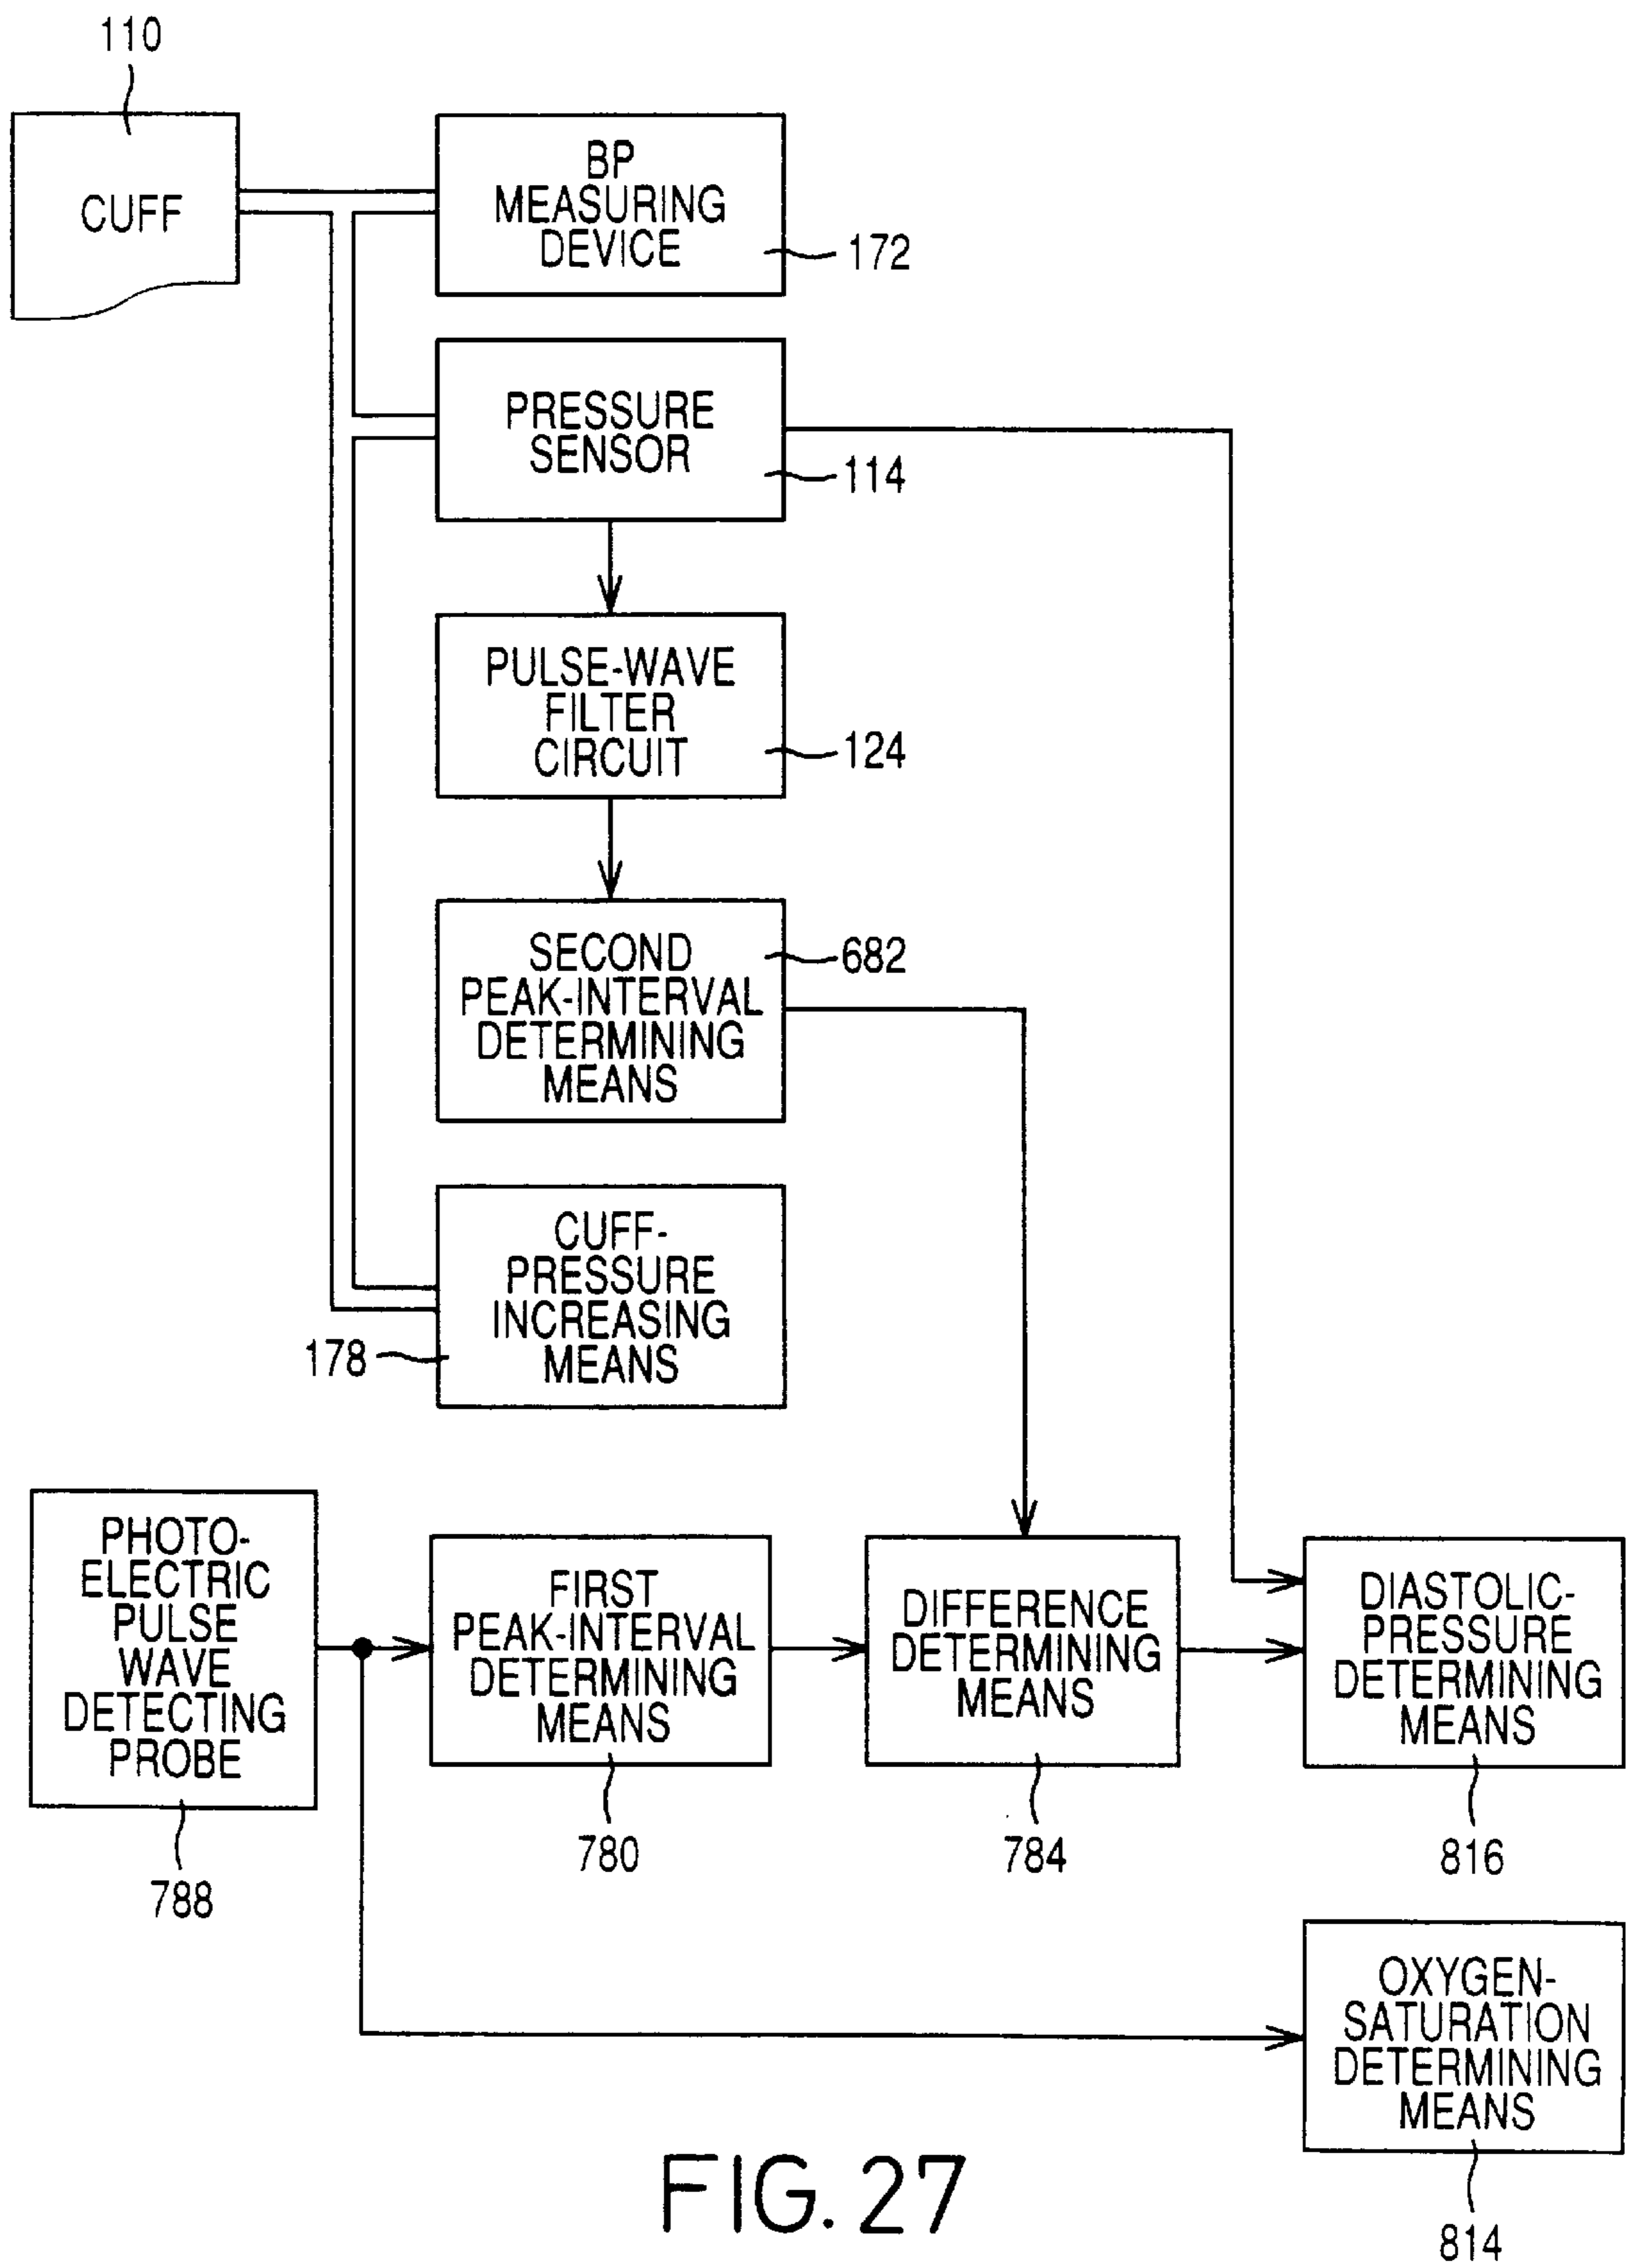 110
CUFF
BP
MEASURING
DEVICE
172
PRESSURE
SENSOR
114
PULSE-WAVE
FILTER
CIRCUIT
124
SECOND
PEAK-INTERVAL
DETERMINING
MEANS
682
CUFF-
PRESSURE
INCREASING
MEANS
178
PHOTO-
ELECTRIC
PULSE
WAVE
DETECTING
PROBE
788
FIRST
PEAK-INTERVAL
DETERMINING
MEANS
780
DIFFERENCE
DETERMINING
MEANS
784
DIASTOLIC-
PRESSURE
DETERMINING
MEANS
816
OXYGEN-
SATURATION
DETERMINING
MEANS
814
FIG. 27